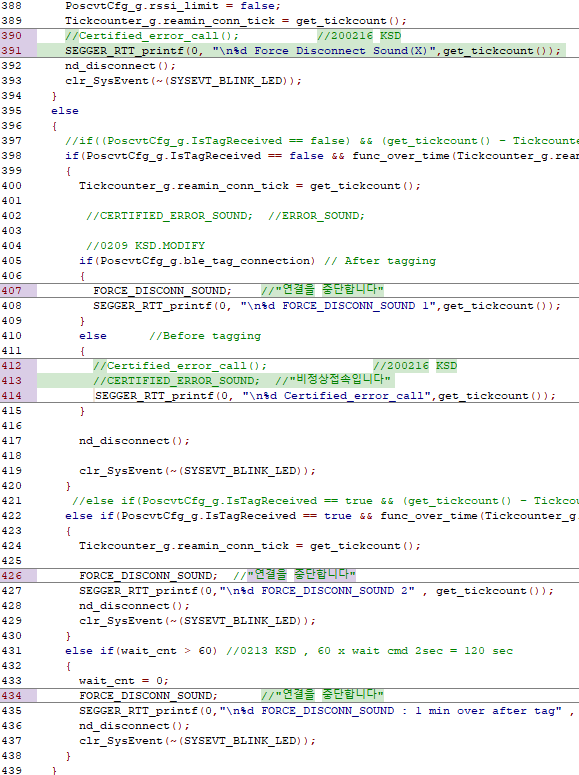 388 PoscvtCfg_g.rssi_limit = false;
389 Tickcounter_g.reamin_conn_tick = get_tickcount();
390 //Certified_error_call(); //200216 KSD
391 SEGGER_RTT_printf(0, "\n%d Force Disconnect Sound(X)",get_tickcount());
392 nd_disconnect();
393 clr_SysEvent(~(SYSEVT_BLINK_LED));
394 }
395 else
396 {
397 //if((PoscvtCfg_g.IsTagReceived == false) && (get_tickcount() - Tickcounte
398 if(PoscvtCfg_g.IsTagReceived == false && func_over_time(Tickcounter_g.ream
399 {
400 Tickcounter_g.reamin_conn_tick = get_tickcount();
401
402 //CERTIFIED_ERROR_SOUND; //ERROR_SOUND;
403
404 //0209 KSD.MODIFY
405 if(PoscvtCfg_g.ble_tag_connection) // After tagging
406 {
407 FORCE_DISCONN_SOUND; //"연결을 중단합니다"
408 SEGGER_RTT_printf(0, "\n%d FORCE_DISCONN_SOUND 1",get_tickcount());
409 }
410 else //Before tagging
411 {
412 //Certified_error_call(); //200216 KSD
413 //CERTIFIED_ERROR_SOUND; //"비정상접속입니다"
414 SEGGER_RTT_printf(0, "\n%d Certified_error_call",get_tickcount());
415 }
416
417 nd_disconnect();
418
419 clr_SysEvent(~(SYSEVT_BLINK_LED));
420 }
421 //else if(PoscvtCfg_g.IsTagReceived == true && (get_tickcount() - Tickcou
422 else if(PoscvtCfg_g.IsTagReceived == true && func_over_time(Tickcounter_g.
423 {
424 Tickcounter_g.reamin_conn_tick = get_tickcount();
425
426 FORCE_DISCONN_SOUND; //"연결을 중단합니다"
427 SEGGER_RTT_printf(0,"\n%d FORCE_DISCONN_SOUND 2" , get_tickcount());
428 nd_disconnect();
429 clr_SysEvent(~(SYSEVT_BLINK_LED));
430 }
431 else if(wait_cnt > 60) //0213 KSD , 60 x wait cmd 2sec = 120 sec
432 {
433 wait_cnt = 0;
434 FORCE_DISCONN_SOUND; //"연결을 중단합니다"
435 SEGGER_RTT_printf(0,"\n%d FORCE_DISCONN_SOUND : 1 min over after tag" ,
436 nd_disconnect();
437 clr_SysEvent(~(SYSEVT_BLINK_LED));
438 }
439 }